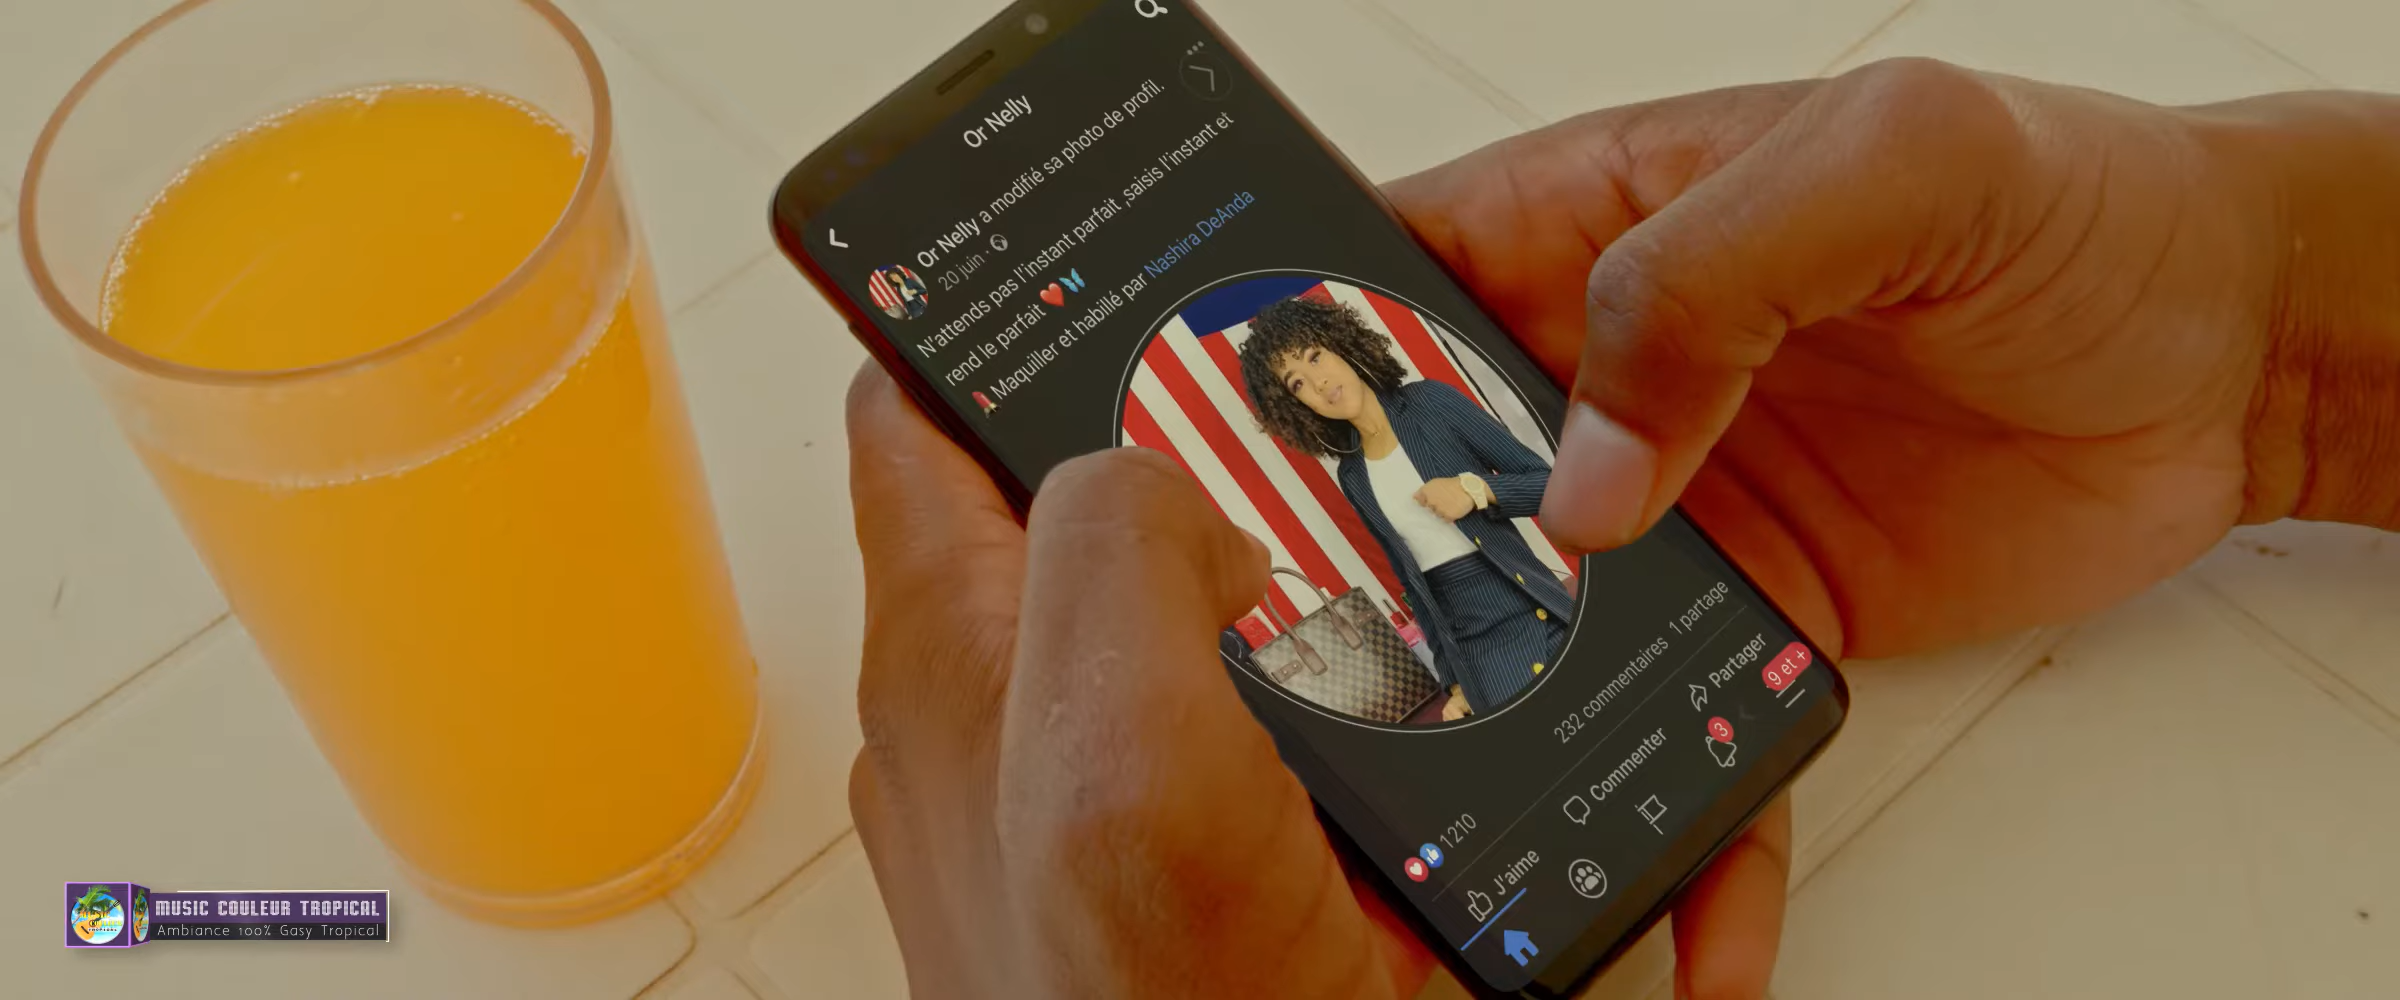 Or Nelly
Or Nelly a modifié sa photo de profil.
20 juin
N'attends pas l'instant parfait ,saisis l'instant et
rend le parfait
Maquiller et habillé par Nashira DeAnda
1 210
232 commentaires 1 partage
J'aime
Commenter
Partager
3
9 et +
MUSIC COULEUR TROPICAL
Ambiance 100% Gasy Tropical